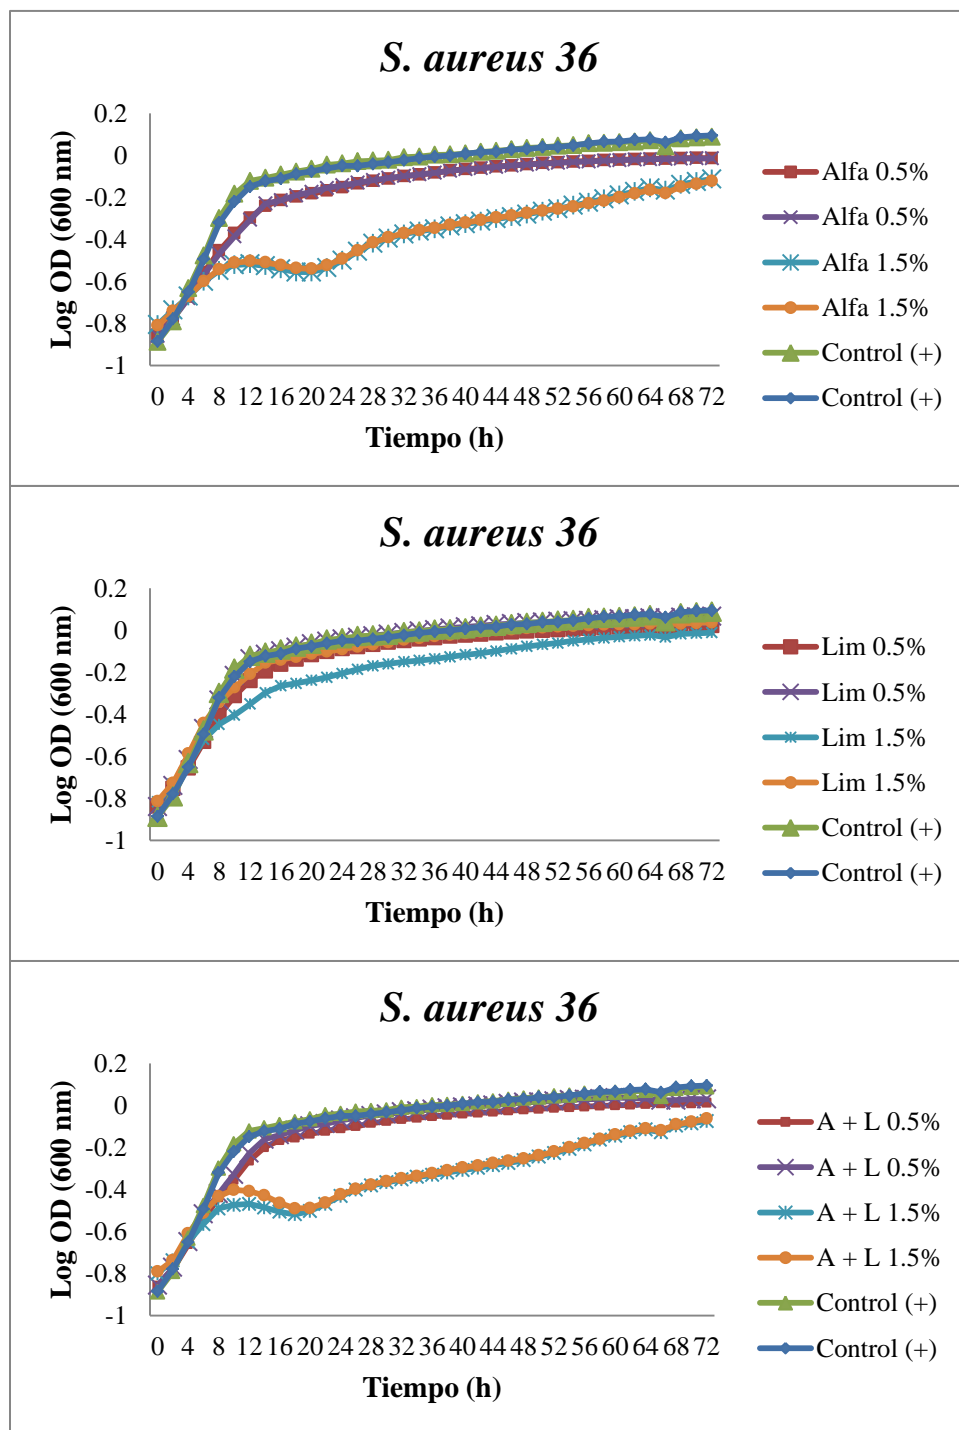 S. aureus 36
Log OD (600 nm)
0.2
0
-0.2
-0.4
-0.6
-0.8
-1
0 4 8 12 16 20 24 28 32 36 40 44 48 52 56 60 64 68 72
Tiempo (h)
Alfa 0.5%
Alfa 0.5%
Alfa 1.5%
Alfa 1.5%
Control (+)
Control (+)
S. aureus 36
Log OD (600 nm)
0.2
0
-0.2
-0.4
-0.6
-0.8
-1
0 4 8 12 16 20 24 28 32 36 40 44 48 52 56 60 64 68 72
Tiempo (h)
Lim 0.5%
Lim 0.5%
Lim 1.5%
Lim 1.5%
Control (+)
Control (+)
S. aureus 36
Log OD (600 nm)
0.2
0
-0.2
-0.4
-0.6
-0.8
-1
0 4 8 12 16 20 24 28 32 36 40 44 48 52 56 60 64 68 72
Tiempo (h)
A + L 0.5%
A + L 0.5%
A + L 1.5%
A + L 1.5%
Control (+)
Control (+)